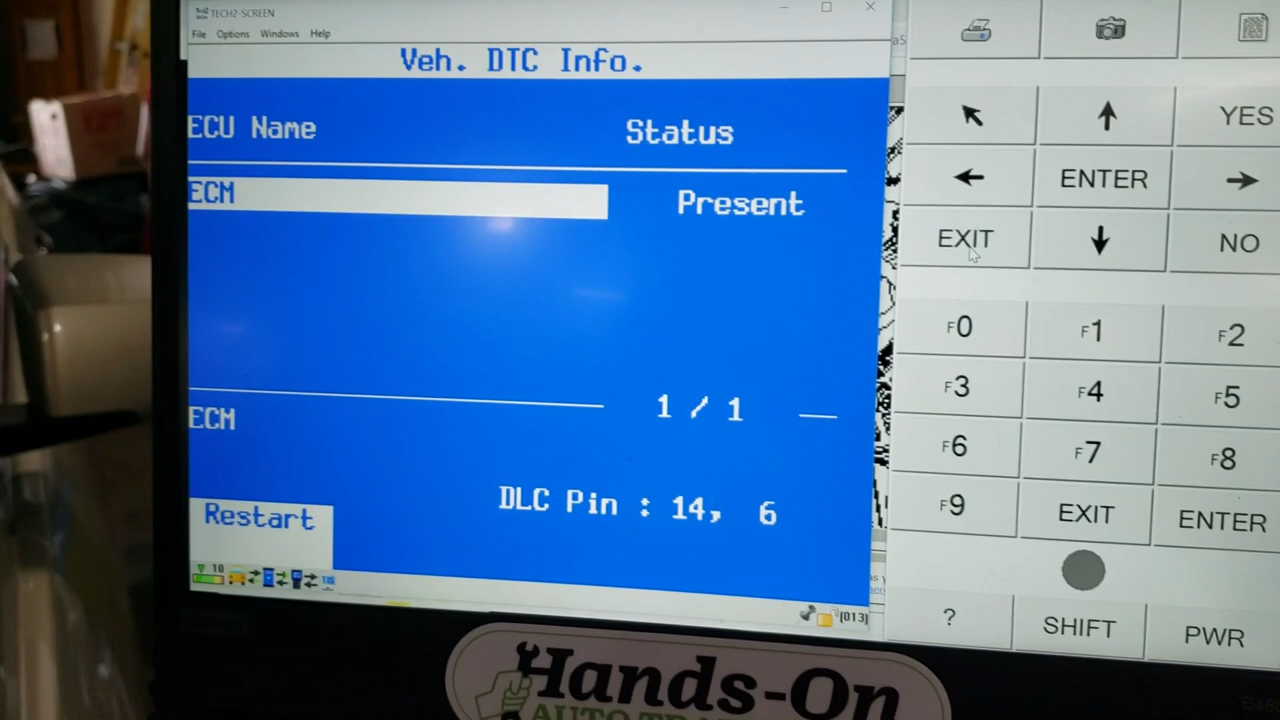 TECH2-SCREEN
File Options Windows Help
Veh. DTC Info.
ECU Name Status
ECM Present
1 / 1
ECM
DLC Pin : 14, 6
Restart
10
(013)
YES
ENTER
EXIT NO
F0 F1 F2
F3 F4 F5
F6 F7 F8
F9 EXIT ENTER
? SHIFT PWR
Hands-On